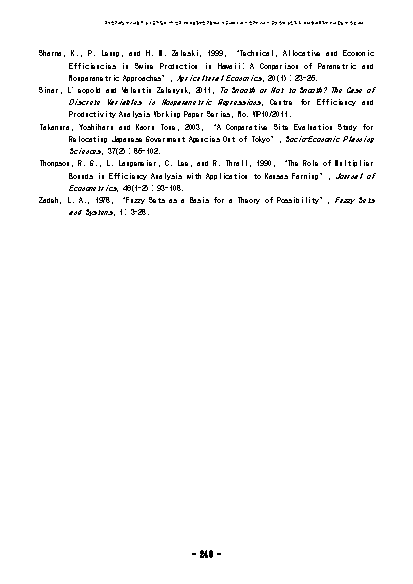 Sharma, K., P. Leung, and H. M. Zaleski, 1999, “Technical, Allocative and Economic
Efficiencies in Swine Production in Hawaii: A Comparison of Parametric and
Nonparametric Approaches”, Agricultural Economics, 20(1): 23-35.
Simar, L´eopold and Valentin Zelenyuk, 2011, To Smooth or Not to Smooth? The Case of
Discrete Variables in Nonparametric Regressions, Centre for Efficiency and
Productivity Analysis Working Paper Series, No. WP10/2011.
Takamura, Yoshiharu and Kaoru Tone, 2003, “A Comparative Site Evaluation Study for
Relocating Japanese Government Agencies Out of Tokyo”, Socio-Economic Planning
Sciences, 37(2): 85-102.
Thompson, R. G., L. Langemeier, C. Lee, and R. Thrall, 1990, “The Role of Multiplier
Bounds in Efficiency Analysis with Application to Kansas Farming”, Journal of
Econometrics, 46(1-2): 93-108.
Zadeh, L. A., 1978, “Fuzzy Sets as a Basis for a Theory of Possibility”, Fuzzy Sets
and Systems, 1: 3-28.